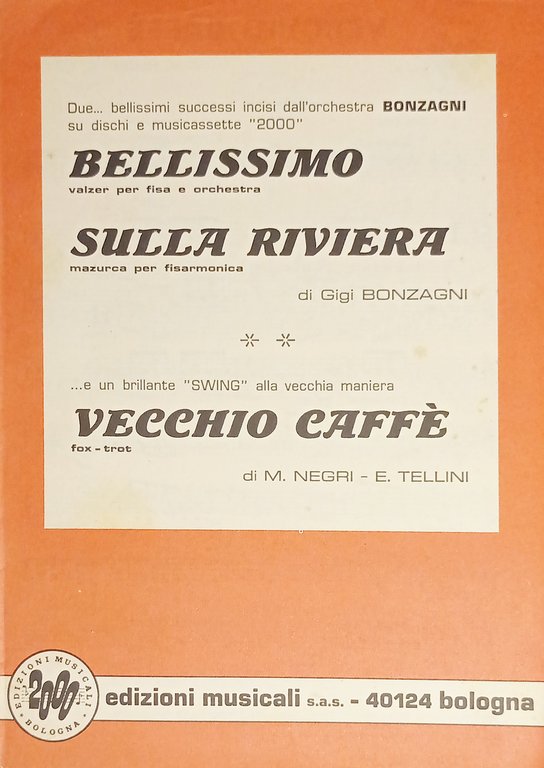 Due... bellissimi successi incisi dall'orchestra BONZAGNI
su dischi e musicassette "2000"
BELLISSIMO
valzer per fisa e orchestra
SULLA RIVIERA
mazurca per fisarmonica
di Gigi BONZAGNI
...e un brillante "SWING" alla vecchia maniera
VECCHIO CAFFÈ
fox-trot
di M. NEGRI - E. TELLINI
EDIZIONI MUSICALI
2000
BOLOGNA
edizioni musicali s.a.s. - 40124 bologna